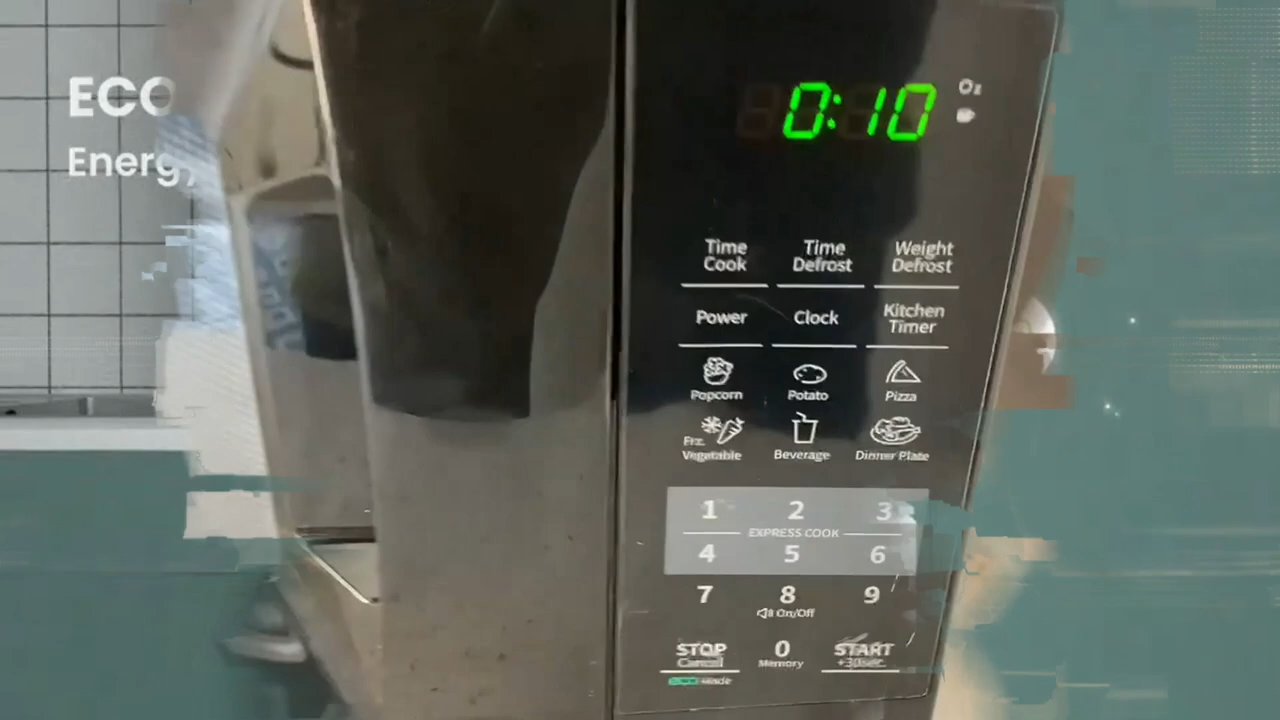 ECO
Energy
0:10
Oz
Time Cook
Time Defrost
Weight Defrost
Power
Clock
Kitchen Timer
Popcorn
Potato
Pizza
Frz. Vegetable
Beverage
Dinner Plate
1 2 3
EXPRESS COOK
4 5 6
7 8 9
On/Off
STOP Cancel
0 Memory
START +30sec.
Mode